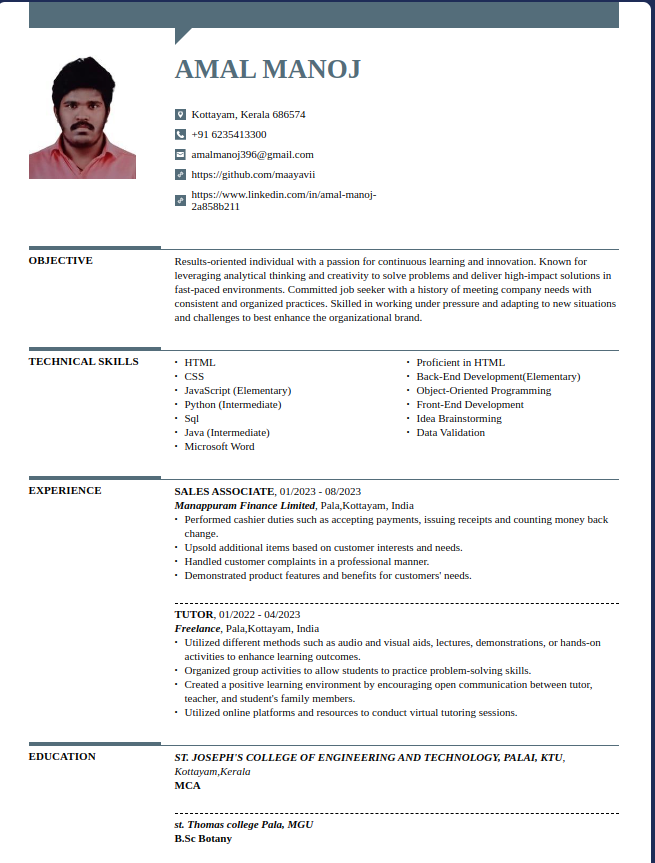 AMAL MANOJ
Kottayam, Kerala 686574
+91 6235413300
amalmanoj396@gmail.com
https://github.com/maayavii
https://www.linkedin.com/in/amal-manoj-
2a858b211
OBJECTIVE
Results-oriented individual with a passion for continuous learning and innovation. Known for
leveraging analytical thinking and creativity to solve problems and deliver high-impact solutions in
fast-paced environments. Committed job seeker with a history of meeting company needs with
consistent and organized practices. Skilled in working under pressure and adapting to new situations
and challenges to best enhance the organizational brand.
TECHNICAL SKILLS
• HTML
• CSS
• JavaScript (Elementary)
• Python (Intermediate)
• Sql
• Java (Intermediate)
• Microsoft Word
• Proficient in HTML
• Back-End Development(Elementary)
• Object-Oriented Programming
• Front-End Development
• Idea Brainstorming
• Data Validation
EXPERIENCE
SALES ASSOCIATE, 01/2023 - 08/2023
Manappuram Finance Limited, Pala,Kottayam, India
• Performed cashier duties such as accepting payments, issuing receipts and counting money back
change.
• Upsold additional items based on customer interests and needs.
• Handled customer complaints in a professional manner.
• Demonstrated product features and benefits for customers' needs.
TUTOR, 01/2022 - 04/2023
Freelance, Pala,Kottayam, India
• Utilized different methods such as audio and visual aids, lectures, demonstrations, or hands-on
activities to enhance learning outcomes.
• Organized group activities to allow students to practice problem-solving skills.
• Created a positive learning environment by encouraging open communication between tutor,
teacher, and student's family members.
• Utilized online platforms and resources to conduct virtual tutoring sessions.
EDUCATION
ST. JOSEPH'S COLLEGE OF ENGINEERING AND TECHNOLOGY, PALAI, KTU,
Kottayam,Kerala
MCA
st. Thomas college Pala, MGU
B.Sc Botany